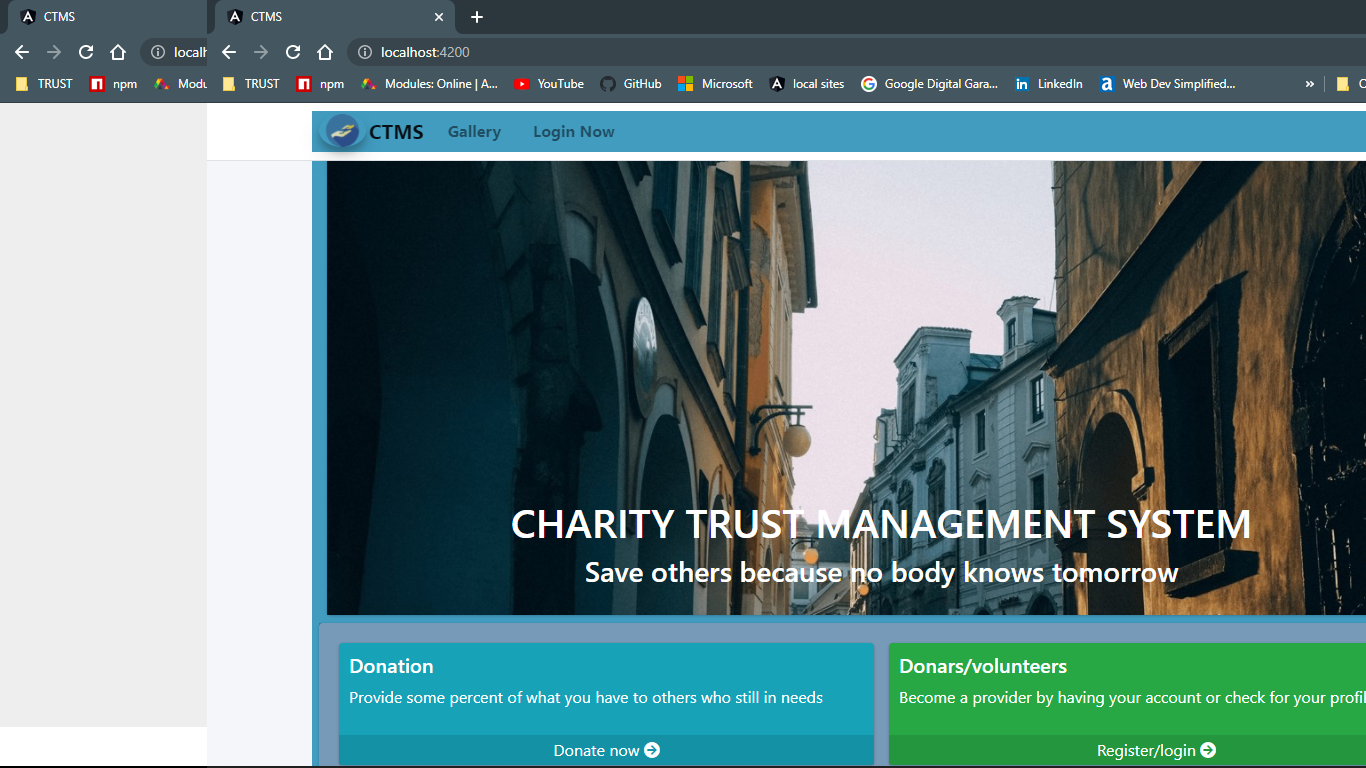 CTMS
CTMS
localh
localhost:4200
TRUST npm Modu
TRUST npm Modules: Online | A... YouTube GitHub Microsoft local sites Google Digital Gara... LinkedIn Web Dev Simplified... » O
CTMS Gallery Login Now
CHARITY TRUST MANAGEMENT SYSTEM
Save others because no body knows tomorrow
Donation
Provide some percent of what you have to others who still in needs
Donate now
Donars/volunteers
Become a provider by having your account or check for your profil
Register/login